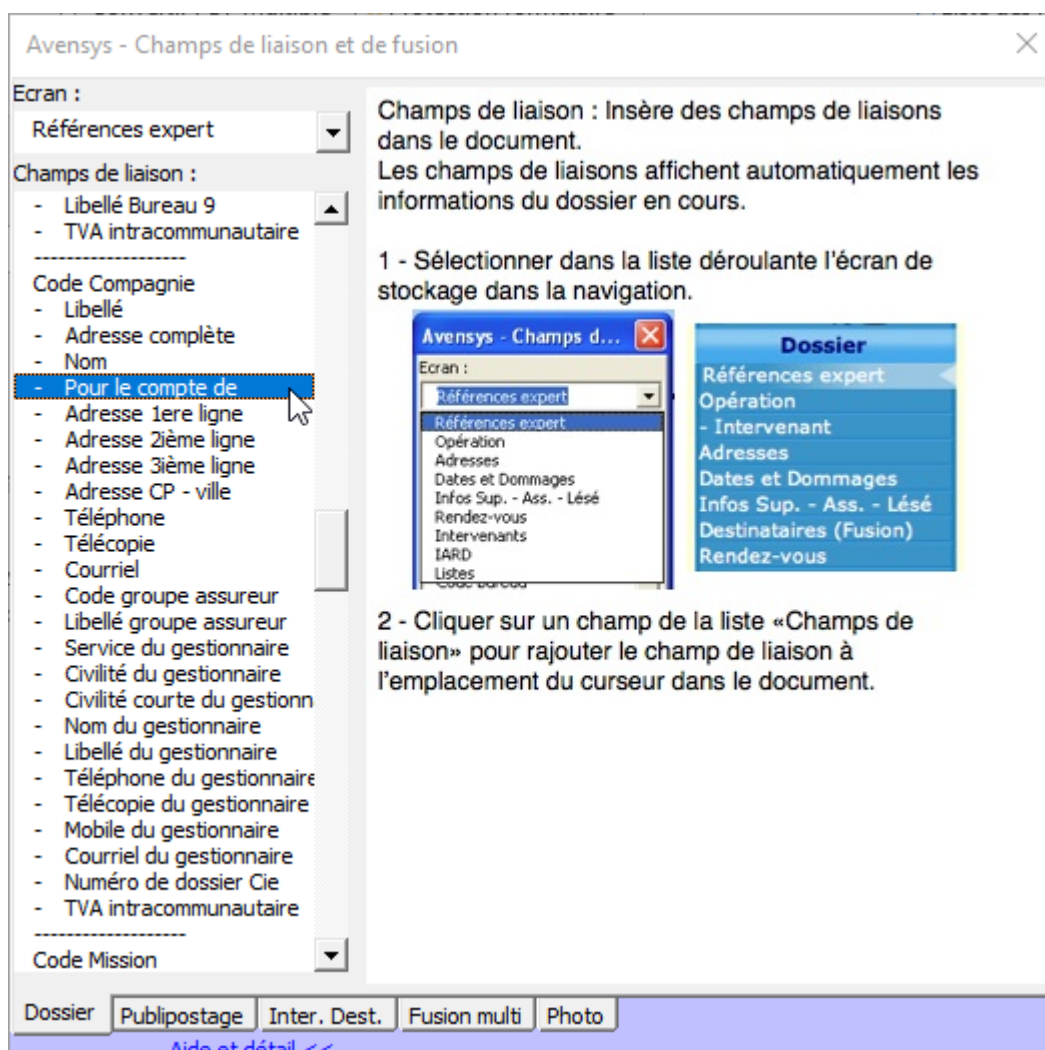 Avensys - Champs de liaison et de fusion
Ecran :
Références expert
Champs de liaison :
- Libellé Bureau 9
- TVA intracommunautaire
-------------------
Code Compagnie
- Libellé
- Adresse complète
- Nom
- Pour le compte de
- Adresse 1ere ligne
- Adresse 2ième ligne
- Adresse 3ième ligne
- Adresse CP - ville
- Téléphone
- Télécopie
- Courriel
- Code groupe assureur
- Libellé groupe assureur
- Service du gestionnaire
- Civilité du gestionnaire
- Civilité courte du gestionn
- Nom du gestionnaire
- Libellé du gestionnaire
- Téléphone du gestionnaire
- Télécopie du gestionnaire
- Mobile du gestionnaire
- Courriel du gestionnaire
- Numéro de dossier Cie
- TVA intracommunautaire
-------------------
Code Mission
Champs de liaison : Insère des champs de liaisons
dans le document.
Les champs de liaisons affichent automatiquement les
informations du dossier en cours.
1 - Sélectionner dans la liste déroulante l'écran de
stockage dans la navigation.
Avensys - Champs d...
Ecran :
Références expert
Références expert
Opération
Adresses
Dates et Dommages
Infos Sup. - Ass. - Lésé
Rendez-vous
Intervenants
IARD
Listes
Dossier
Références expert
Opération
- Intervenant
Adresses
Dates et Dommages
Infos Sup. - Ass. - Lésé
Destinataires (Fusion)
Rendez-vous
2 - Cliquer sur un champ de la liste «Champs de
liaison» pour rajouter le champ de liaison à
l'emplacement du curseur dans le document.
Dossier Publipostage Inter. Dest. Fusion multi Photo
Aide et détail <<